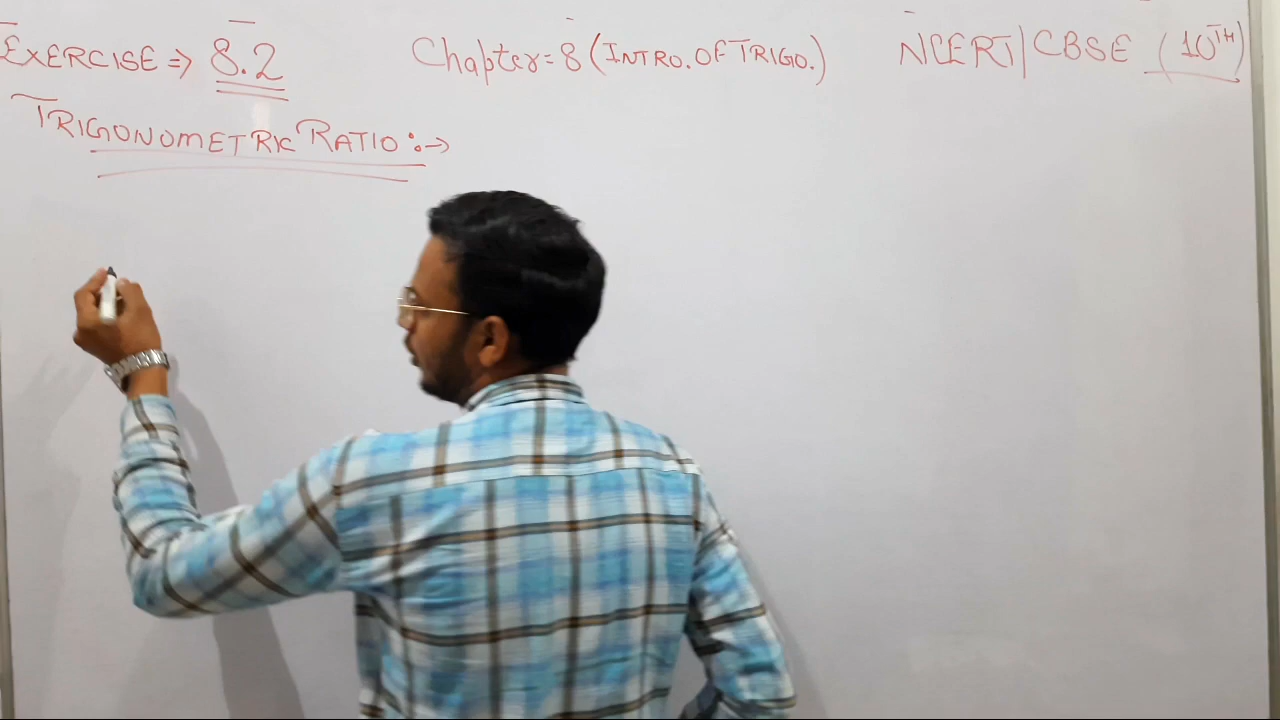 EXERCISE => 8.2 Chapter = 8 (INTRO. OF TRIGO.) NCERT/CBSE (10TH)
TRIGONOMETRIC RATIO :->